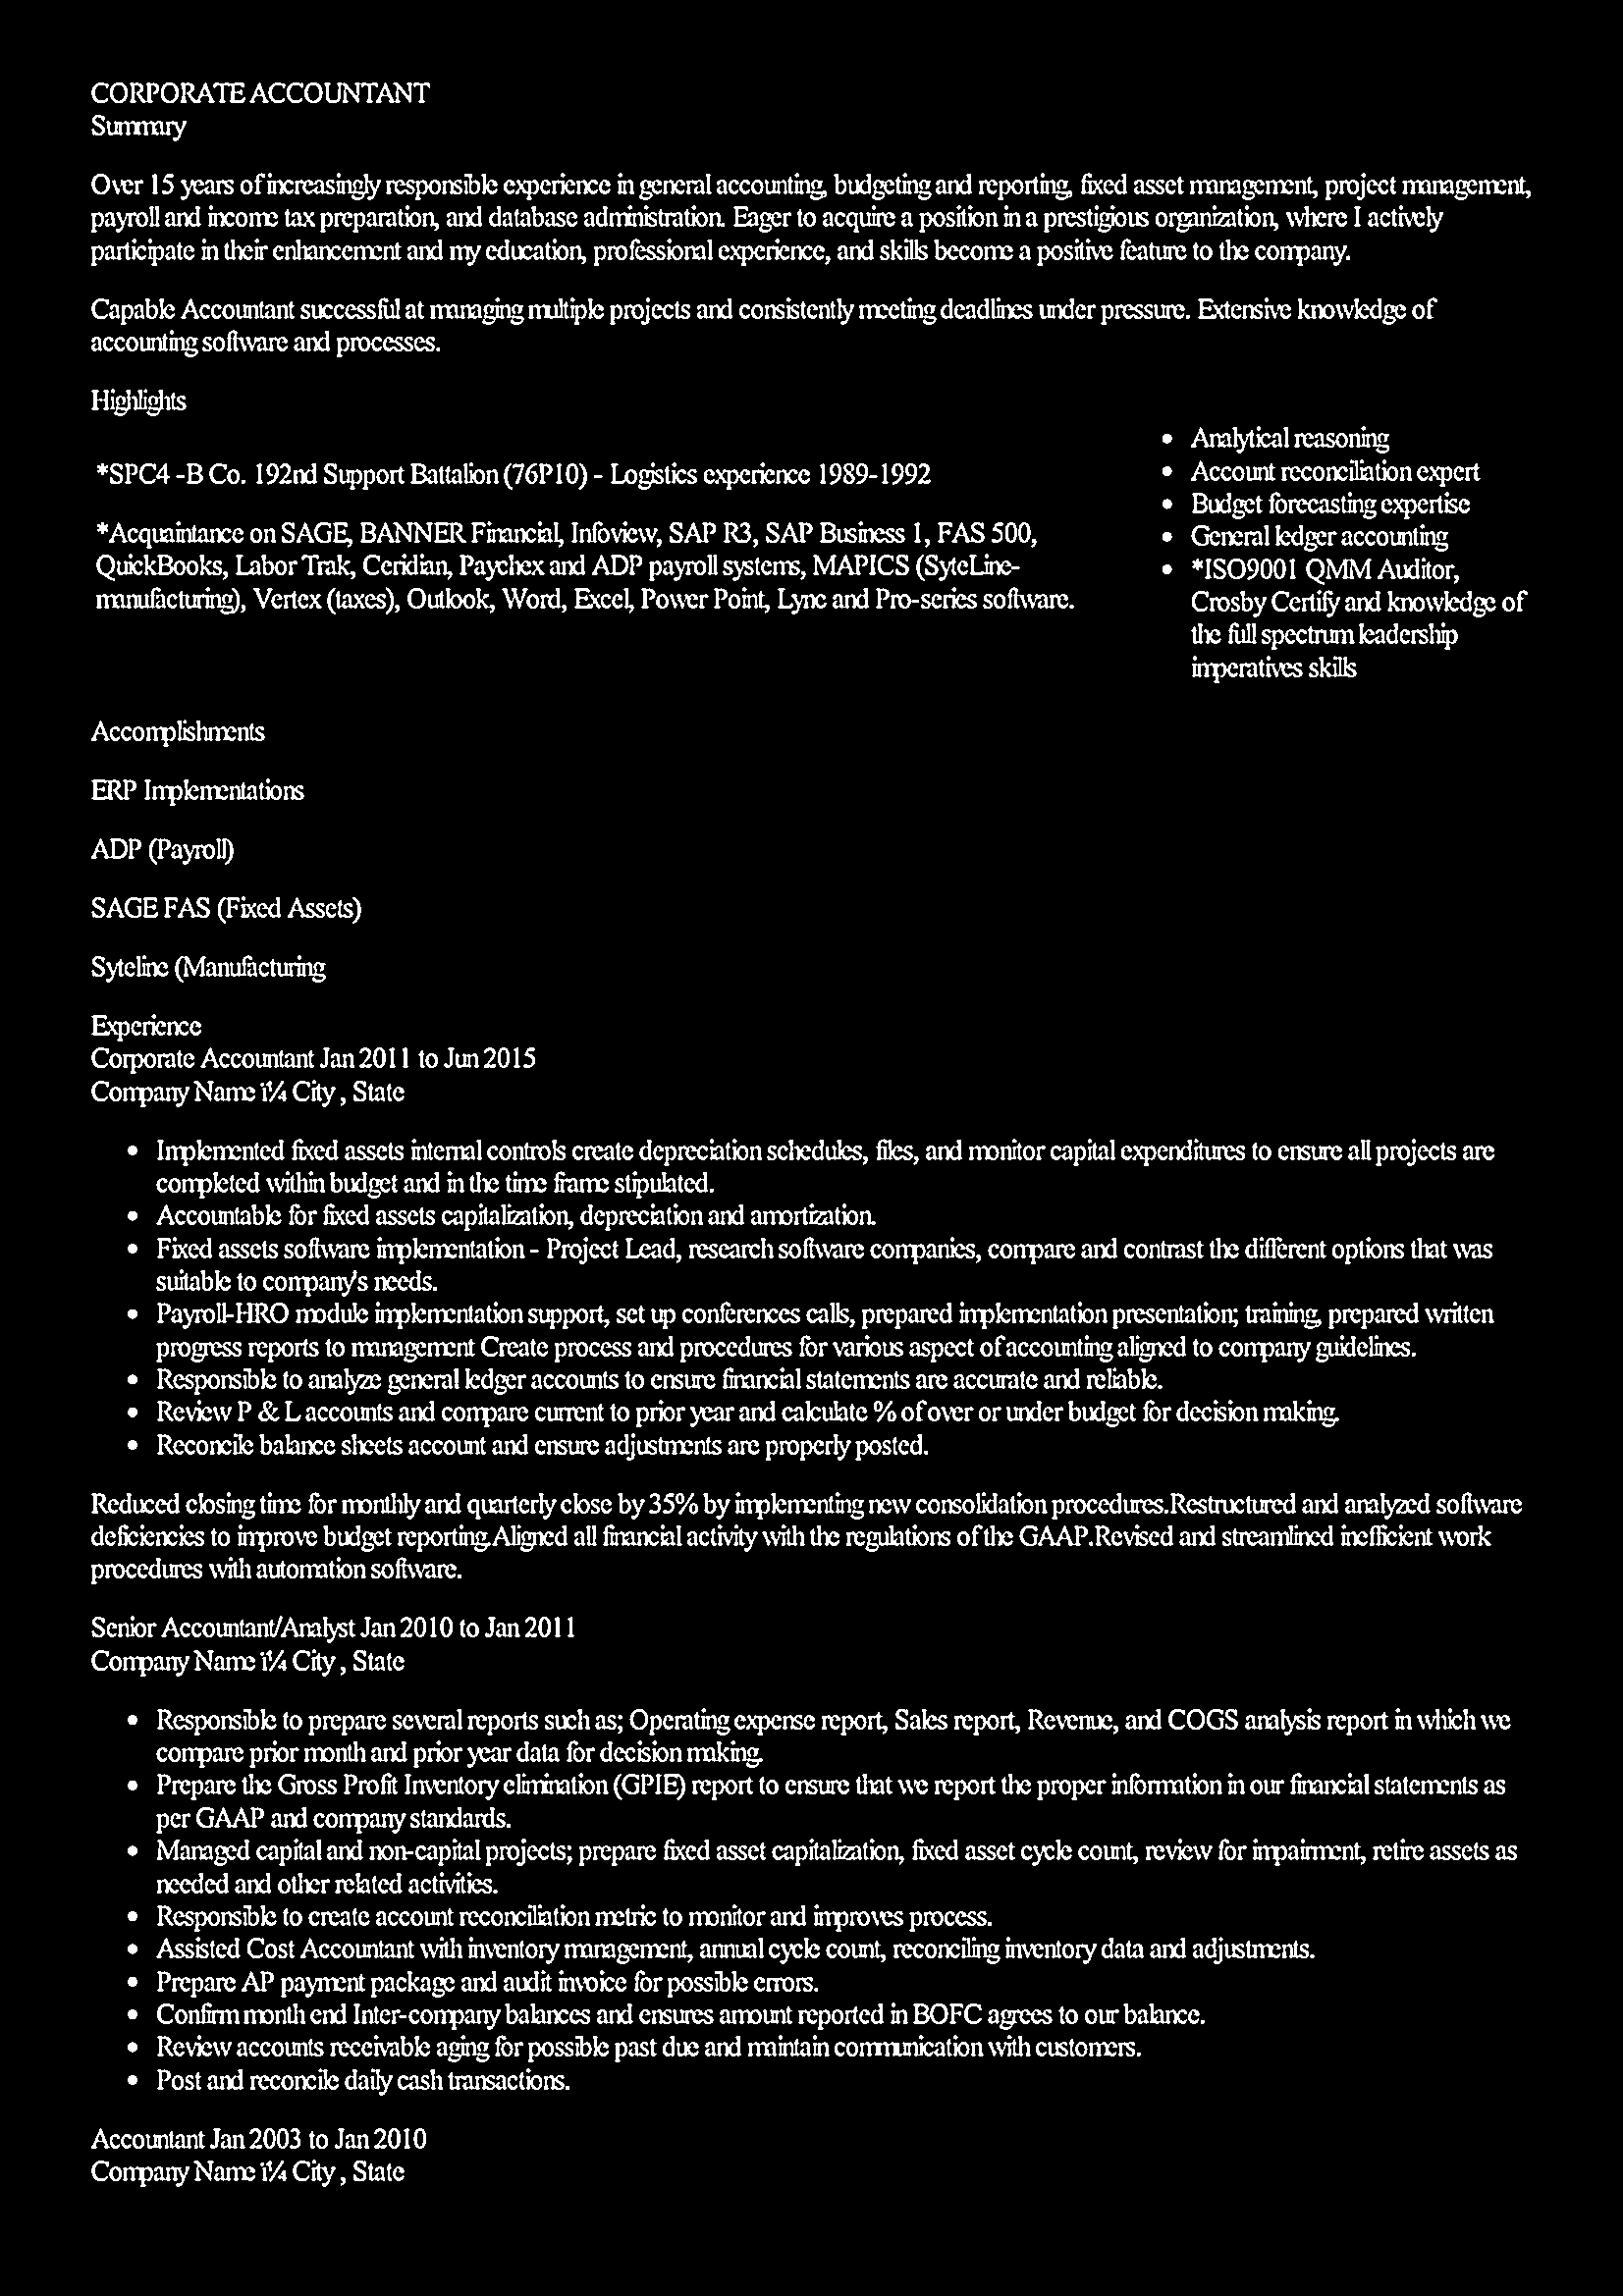 CORPORATE ACCOUNTANT
Summary
Over 15 years of increasingly responsible experience in general accounting, budgeting and reporting, fixed asset management, project management,
payroll and income tax preparation, and database administration. Eager to acquire a position in a prestigious organization, where I actively
participate in their enhancement and my education, professional experience, and skills become a positive feature to the company.
Capable Accountant successful at managing multiple projects and consistently meeting deadlines under pressure. Extensive knowledge of
accounting software and processes.
Highlights
*SPC4 -B Co. 192nd Support Battalion (76P10) - Logistics experience 1989-1992
*Acquaintance on SAGE, BANNER Financial, Infoview, SAP R3, SAP Business 1, FAS 500,
QuickBooks, Labor Trak, Ceridian, Paychex and ADP payroll systems, MAPICS (SyteLine-
manufacturing), Vertex (taxes), Outlook, Word, Excel, Power Point, Lync and Pro-series software.
• Analytical reasoning
• Account reconciliation expert
• Budget forecasting expertise
• General ledger accounting
• *ISO9001 QMM Auditor,
Crosby Certify and knowledge of
the full spectrum leadership
imperatives skills
Accomplishments
ERP Implementations
ADP (Payroll)
SAGE FAS (Fixed Assets)
Syteline (Manufacturing
Experience
Corporate Accountant Jan 2011 to Jun 2015
Company Name ï¼ City , State
• Implemented fixed assets internal controls create depreciation schedules, files, and monitor capital expenditures to ensure all projects are
completed within budget and in the time frame stipulated.
• Accountable for fixed assets capitalization, depreciation and amortization.
• Fixed assets software implementation - Project Lead, research software companies, compare and contrast the different options that was
suitable to company's needs.
• Payroll-HRO module implementation support, set up conferences calls, prepared implementation presentation; training, prepared written
progress reports to management Create process and procedures for various aspect of accounting aligned to company guidelines.
• Responsible to analyze general ledger accounts to ensure financial statements are accurate and reliable.
• Review P & L accounts and compare current to prior year and calculate % of over or under budget for decision making.
• Reconcile balance sheets account and ensure adjustments are properly posted.
Reduced closing time for monthly and quarterly close by 35% by implementing new consolidation procedures.Restructured and analyzed software
deficiencies to improve budget reporting.Aligned all financial activity with the regulations of the GAAP.Revised and streamlined inefficient work
procedures with automation software.
Senior Accountant/Analyst Jan 2010 to Jan 2011
Company Name ï¼ City , State
• Responsible to prepare several reports such as; Operating expense report, Sales report, Revenue, and COGS analysis report in which we
compare prior month and prior year data for decision making.
• Prepare the Gross Profit Inventory elimination (GPIE) report to ensure that we report the proper information in our financial statements as
per GAAP and company standards.
• Managed capital and non-capital projects; prepare fixed asset capitalization, fixed asset cycle count, review for impairment, retire assets as
needed and other related activities.
• Responsible to create account reconciliation metric to monitor and improves process.
• Assisted Cost Accountant with inventory management, annual cycle count, reconciling inventory data and adjustments.
• Prepare AP payment package and audit invoice for possible errors.
• Confirm month end Inter-company balances and ensures amount reported in BOFC agrees to our balance.
• Review accounts receivable aging for possible past due and maintain communication with customers.
• Post and reconcile daily cash transactions.
Accountant Jan 2003 to Jan 2010
Company Name ï¼ City , State